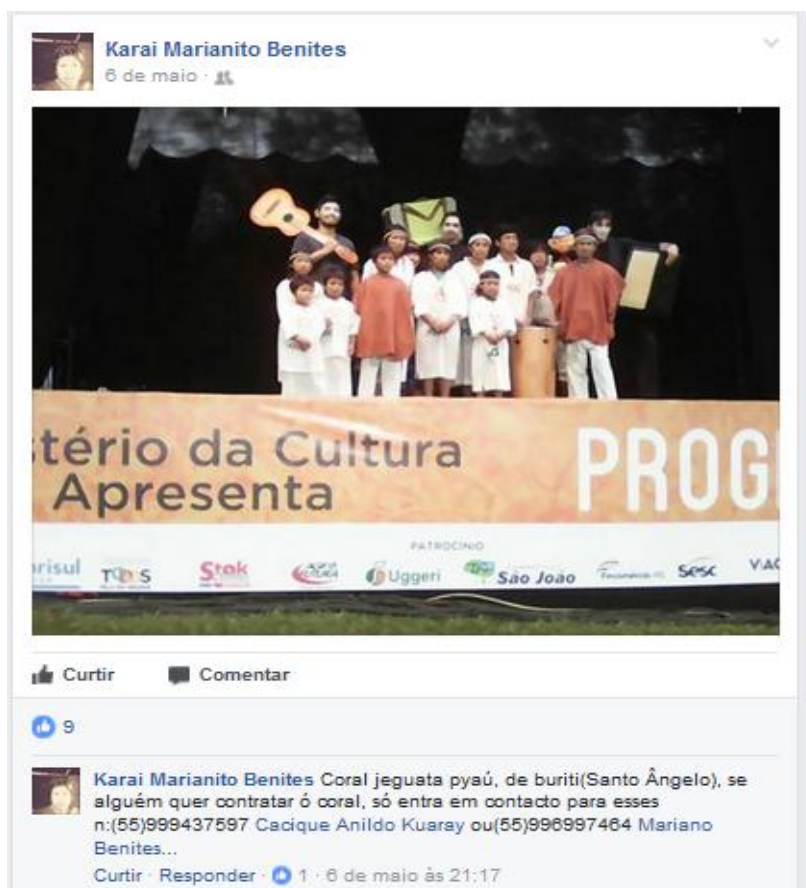 Karai Marianito Benites
6 de maio
stério da Cultura
Apresenta
PROG
PATROCÍNIO
risul
Stok
Uggeri
São João
Sesc
Curtir
Comentar
9
Karai Marianito Benites Coral jeguata pyaú, de buriti(Santo Ângelo), se
alguém quer contratar ó coral, só entra em contacto para esses
n:(55)999437597 Cacique Anildo Kuaray ou(55)996997464 Mariano
Benites...
Curtir · Responder · 1 · 6 de maio às 21:17